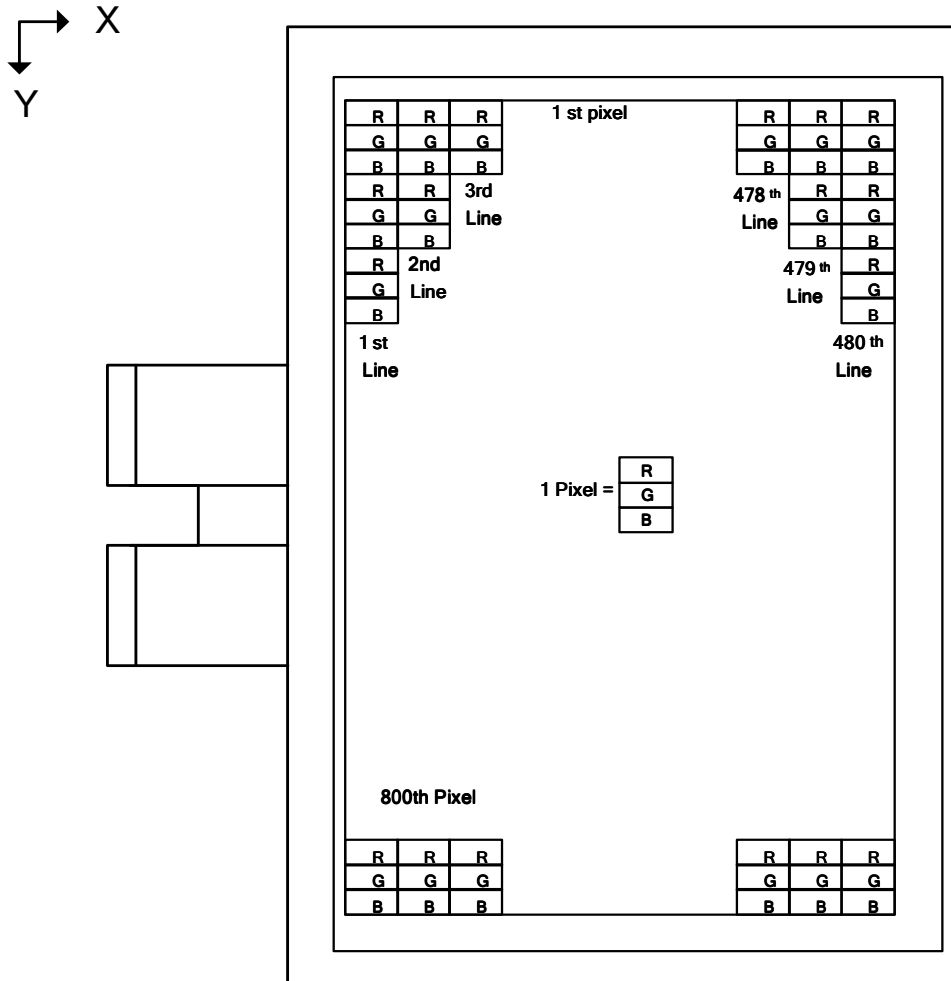 X
Y
R R R 1 st pixel R R R
G G G G G G
B B B B B B
R R 3rd 478 th R R
G G Line Line G G
B B B B
R 2nd 479 th R
G Line Line G
B B
1 st 480 th
Line Line
R
1 Pixel = G
B
800th Pixel
R R R R R R
G G G G G G
B B B B B B